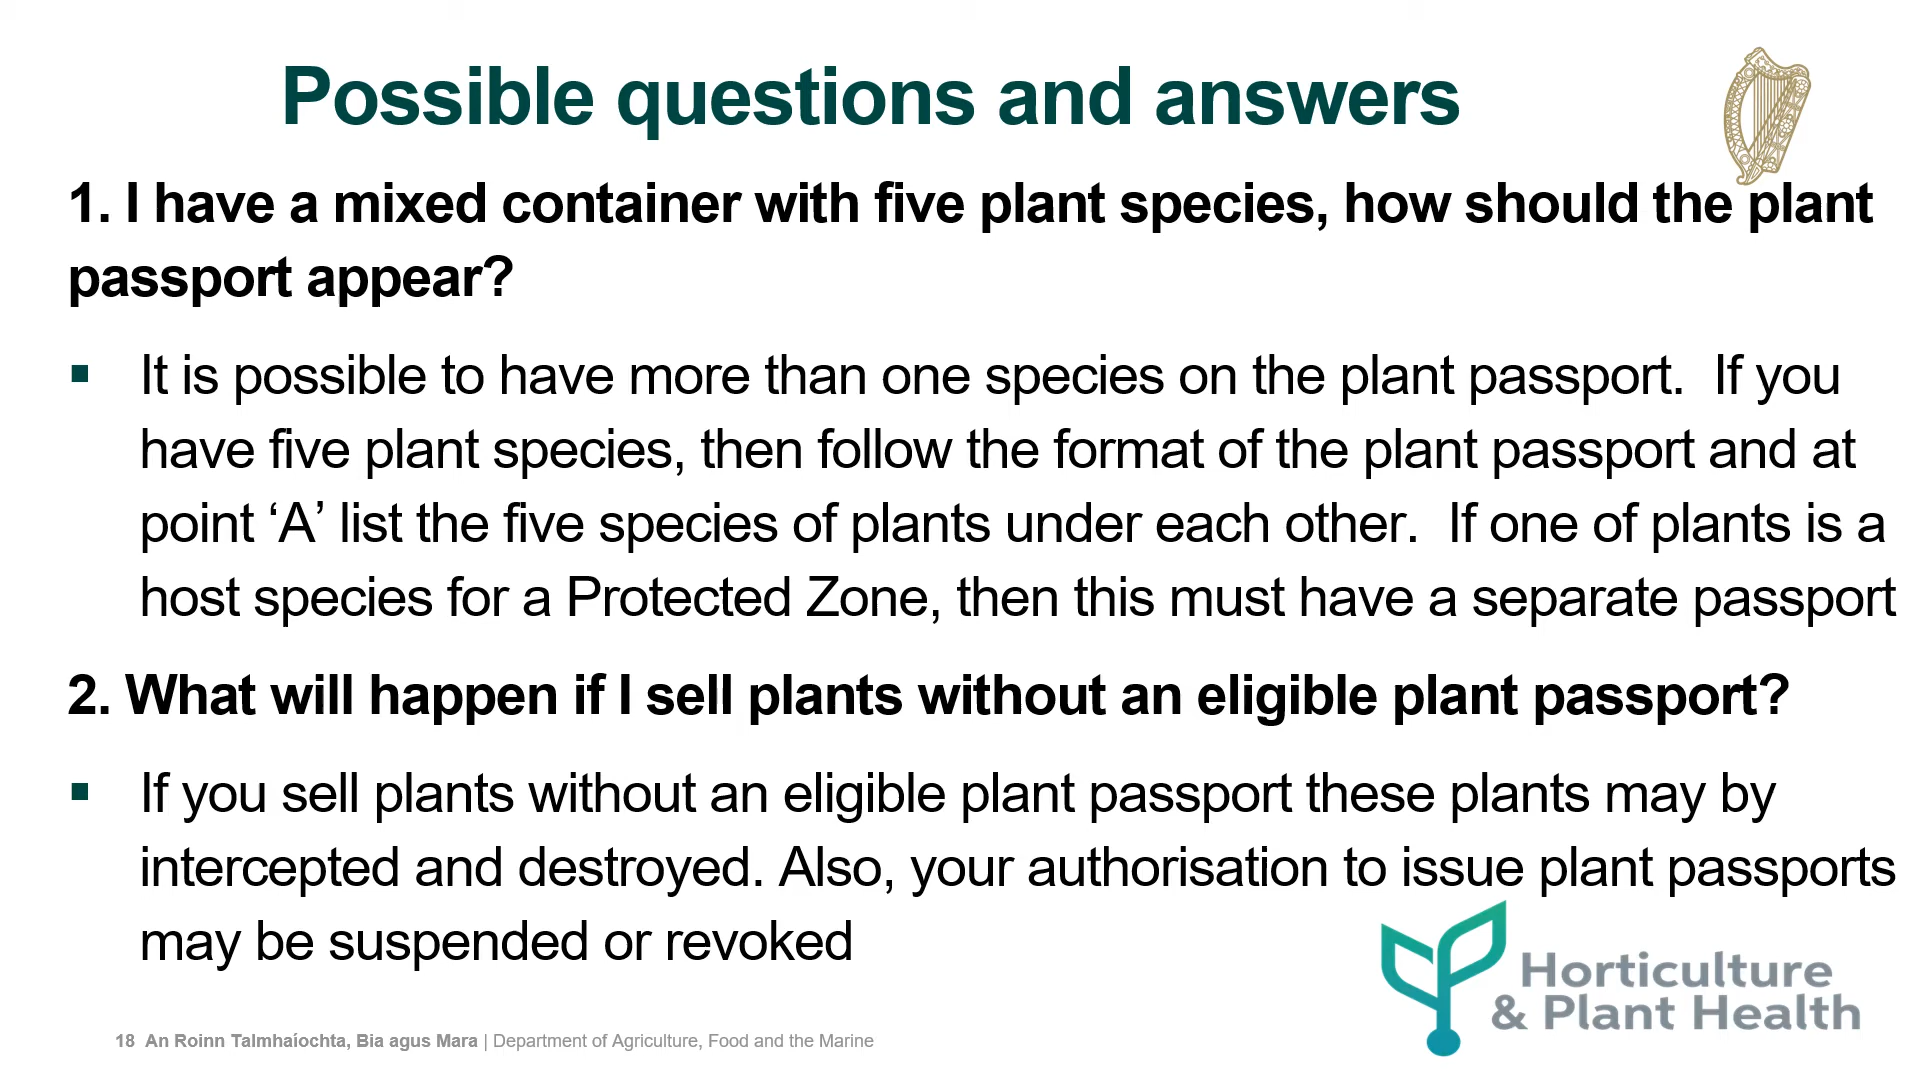 Possible questions and answers
1. I have a mixed container with five plant species, how should the plant
passport appear?
▪ It is possible to have more than one species on the plant passport.  If you
have five plant species, then follow the format of the plant passport and at
point ‘A’ list the five species of plants under each other.  If one of plants is a
host species for a Protected Zone, then this must have a separate passport
2. What will happen if I sell plants without an eligible plant passport?
▪ If you sell plants without an eligible plant passport these plants may by
intercepted and destroyed. Also, your authorisation to issue plant passports
may be suspended or revoked
Horticulture
& Plant Health
18 An Roinn Talmhaíochta, Bia agus Mara | Department of Agriculture, Food and the Marine